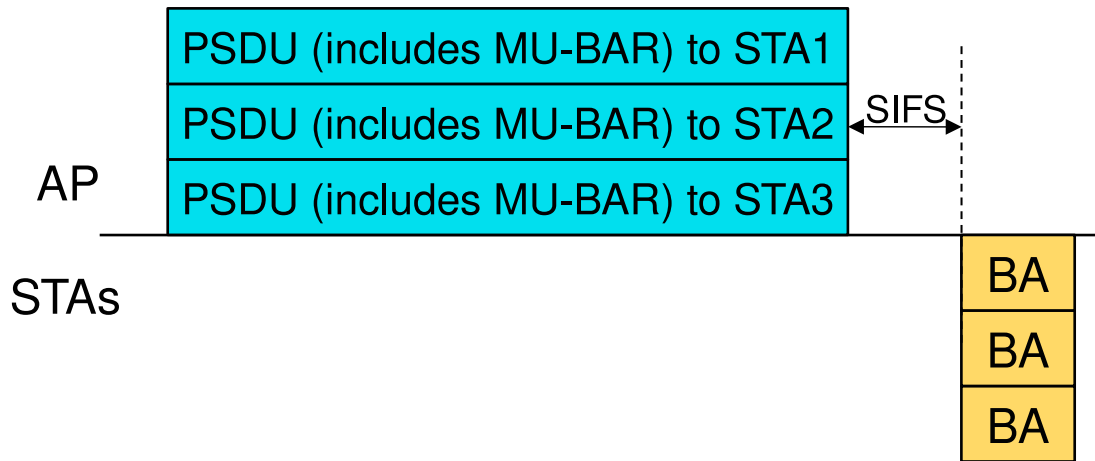 PSDU (includes MU-BAR) to STA1
PSDU (includes MU-BAR) to STA2
SIFS
AP
PSDU (includes MU-BAR) to STA3
STAs
BA
BA
BA